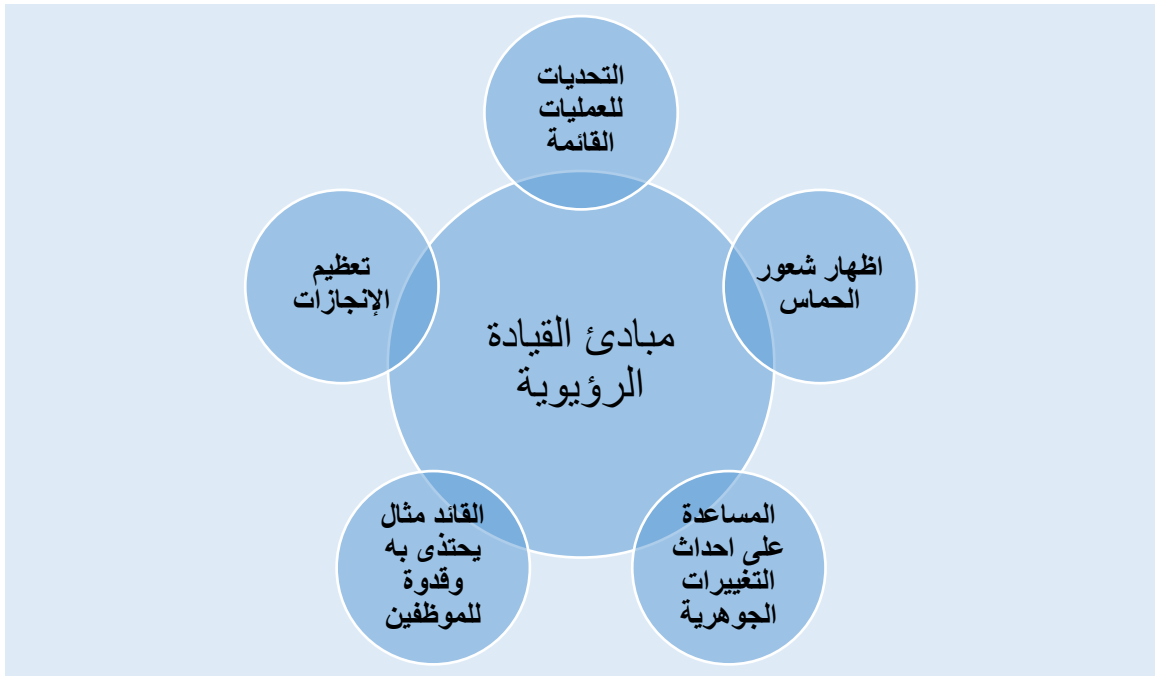 التحديات
للعمليات
القائمة
اظهار شعور
الحماس
تعظيم
الإنجازات
مبادئ القيادة
الرؤيوية
المساعدة
على احداث
التغييرات
الجوهرية
القائد مثال
يحتذى به
وقدوة
للموظفين